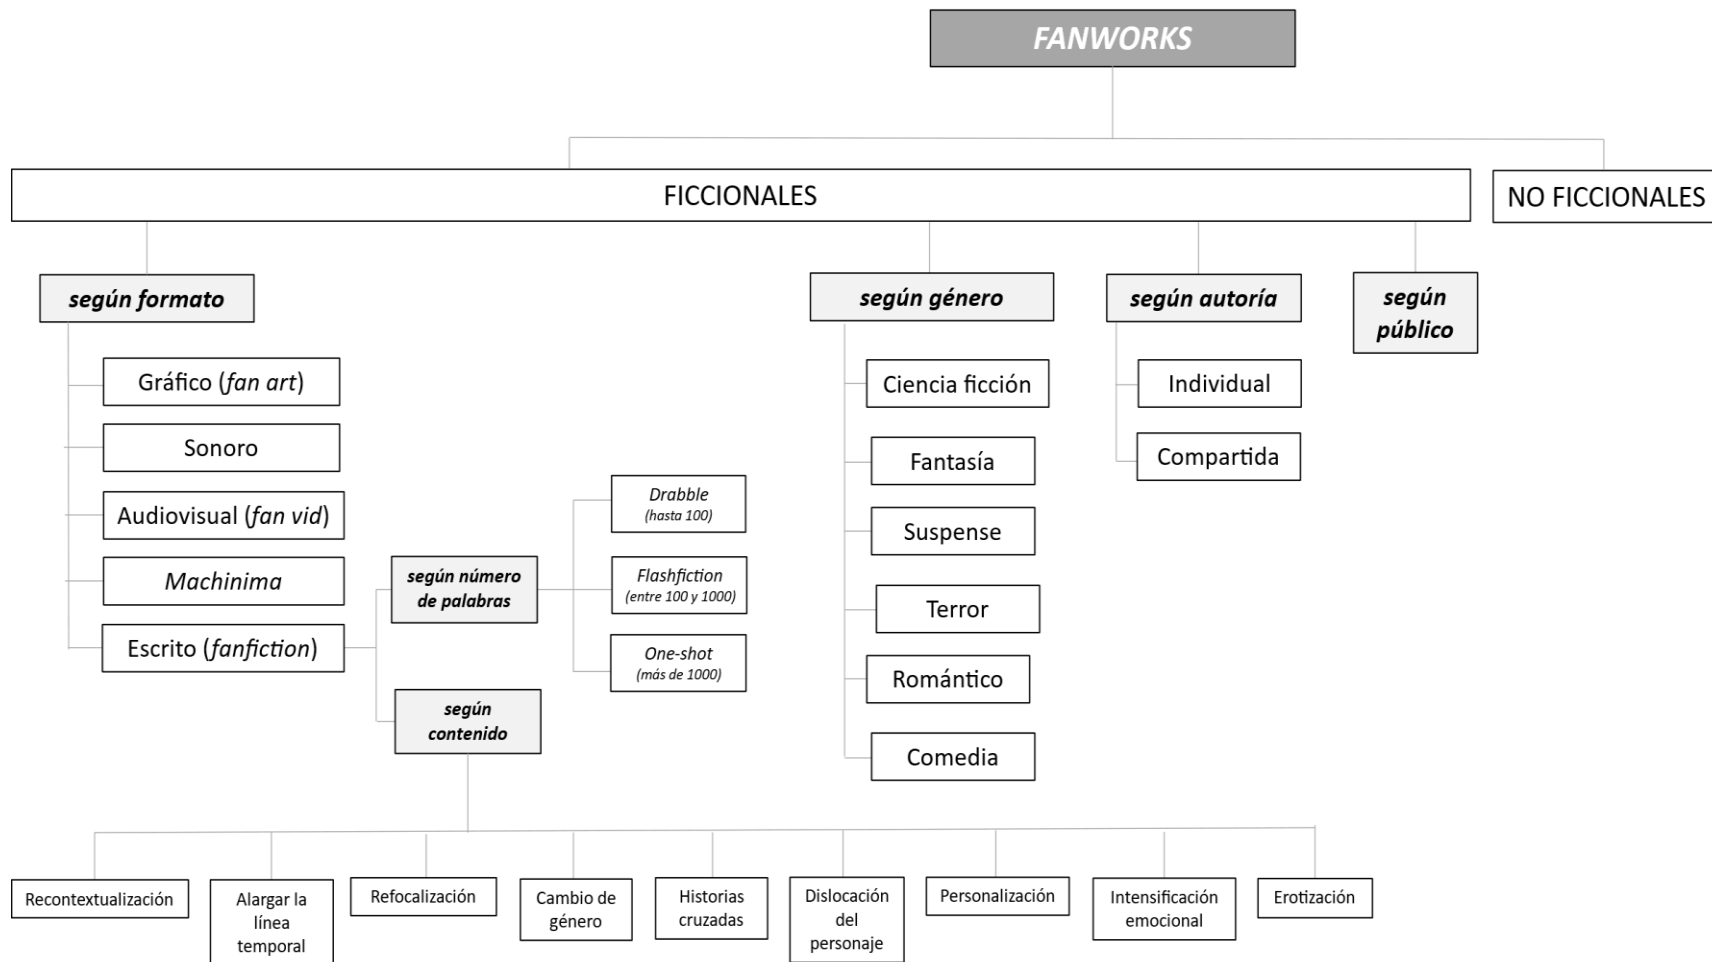 FANWORKS
FICCIONALES
NO FICCIONALES
según formato
Gráfico (fan art)
Sonoro
Audiovisual (fan vid)
Machinima
Escrito (fanfiction)
según número
de palabras
Drabble
(hasta 100)
Flashfiction
(entre 100 y 1000)
One-shot
(más de 1000)
según
contenido
Recontextualización
Alargar la
línea
temporal
Refocalización
Cambio de
género
Historias
cruzadas
Dislocación
del
personaje
Personalización
Intensificación
emocional
Erotización
según género
Ciencia ficción
Fantasía
Suspense
Terror
Romántico
Comedia
según autoría
Individual
Compartida
según
público